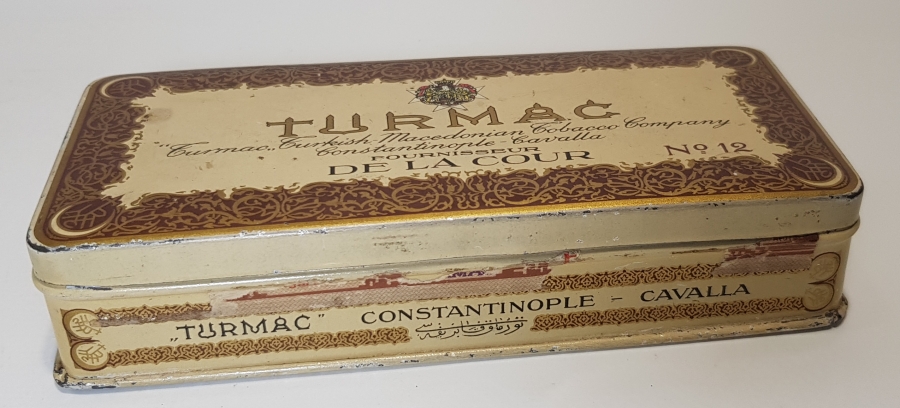 TURMAC
"Turmac„ Turkish-Macedonian Tobacco Company
Constantinople-Cavalla
FOURNISSEUR
DE LA COUR
Nº 12
„TURMAC" CONSTANTINOPLE - CAVALLA